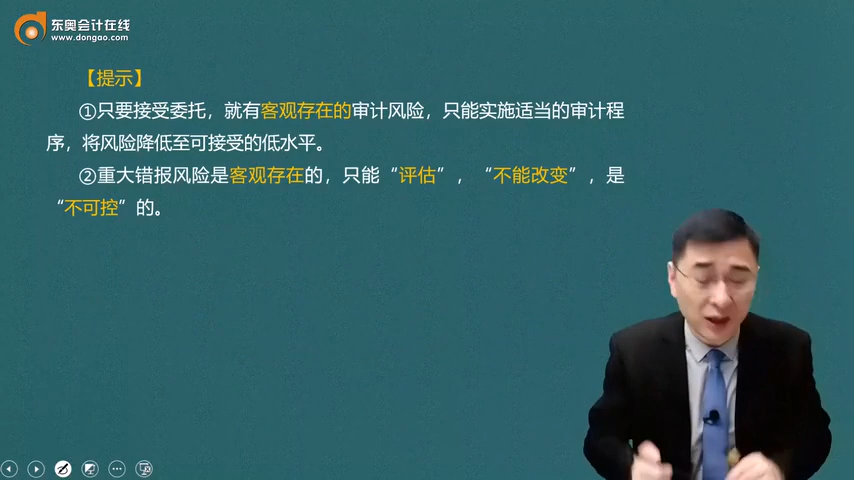 东奥会计在线
www.dongao.com
【提示】
①只要接受委托，就有客观存在的审计风险，只能实施适当的审计程
序，将风险降低至可接受的低水平。
②重大错报风险是客观存在的，只能“评估”，“不能改变”，是
“不可控”的。